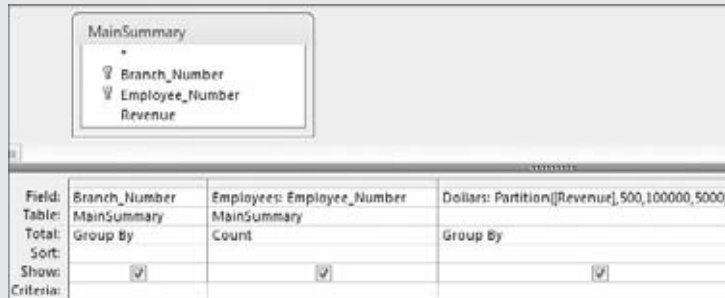 MainSummary
*
Branch_Number
Employee_Number
Revenue
Field: Branch_Number Employees: Employee_Number Dollars: Partition([Revenue],500,100000,5000)
Table: MainSummary MainSummary
Total: Group By Count Group By
Sort:
Show:
Criteria: